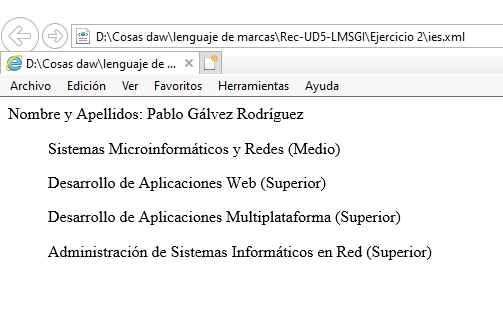 D:\Cosas daw\lenguaje de marcas\Rec-UD5-LMSGI\Ejercicio 2\ies.xml
D:\Cosas daw\lenguaje de ...
Archivo Edición Ver Favoritos Herramientas Ayuda
Nombre y Apellidos: Pablo Gálvez Rodríguez
Sistemas Microinformáticos y Redes (Medio)
Desarrollo de Aplicaciones Web (Superior)
Desarrollo de Aplicaciones Multiplataforma (Superior)
Administración de Sistemas Informáticos en Red (Superior)